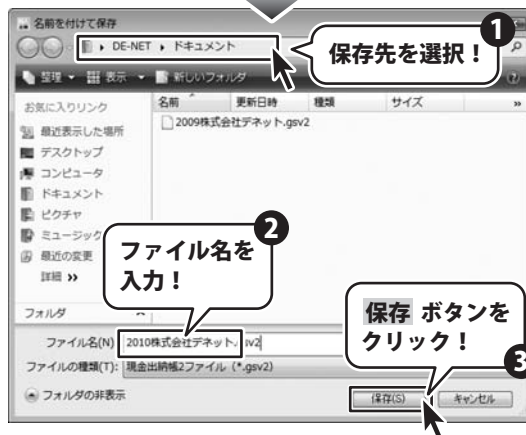 名前を付けて保存
1
DE-NET ▸ ドキュメント
保存先を選択！
整理 表示 新しいフォルダ
お気に入りリンク
名前 更新日時 種類 サイズ »
最近表示した場所
2009株式会社デネット.gsv2
デスクトップ
コンピュータ
ドキュメント
ピクチャ
ミュージック
最近の変更
詳細 »
2
ファイル名を
入力！
フォルダ
保存 ボタンを
クリック！
3
ファイル名(N)
2010株式会社デネット
ファイルの種類(T): 現金出納帳2ファイル (*.gsv2)
フォルダの非表示
保存(S) キャンセル